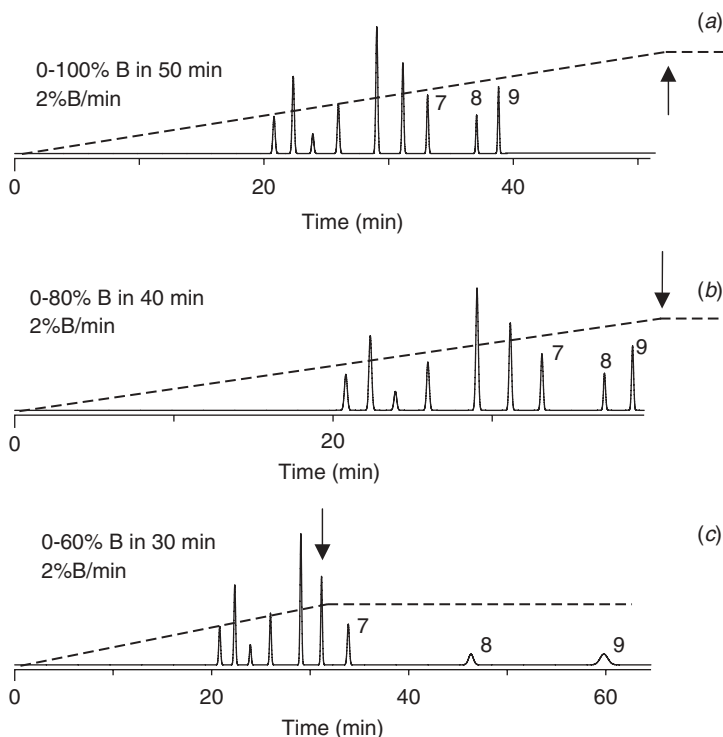 (a)
0-100% B in 50 min
2%B/min
7
8
9
0
20
40
Time (min)
(b)
0-80% B in 40 min
2%B/min
7
8
9
0
20
Time (min)
(c)
0-60% B in 30 min
2%B/min
7
8
9
0
20
40
60
Time (min)